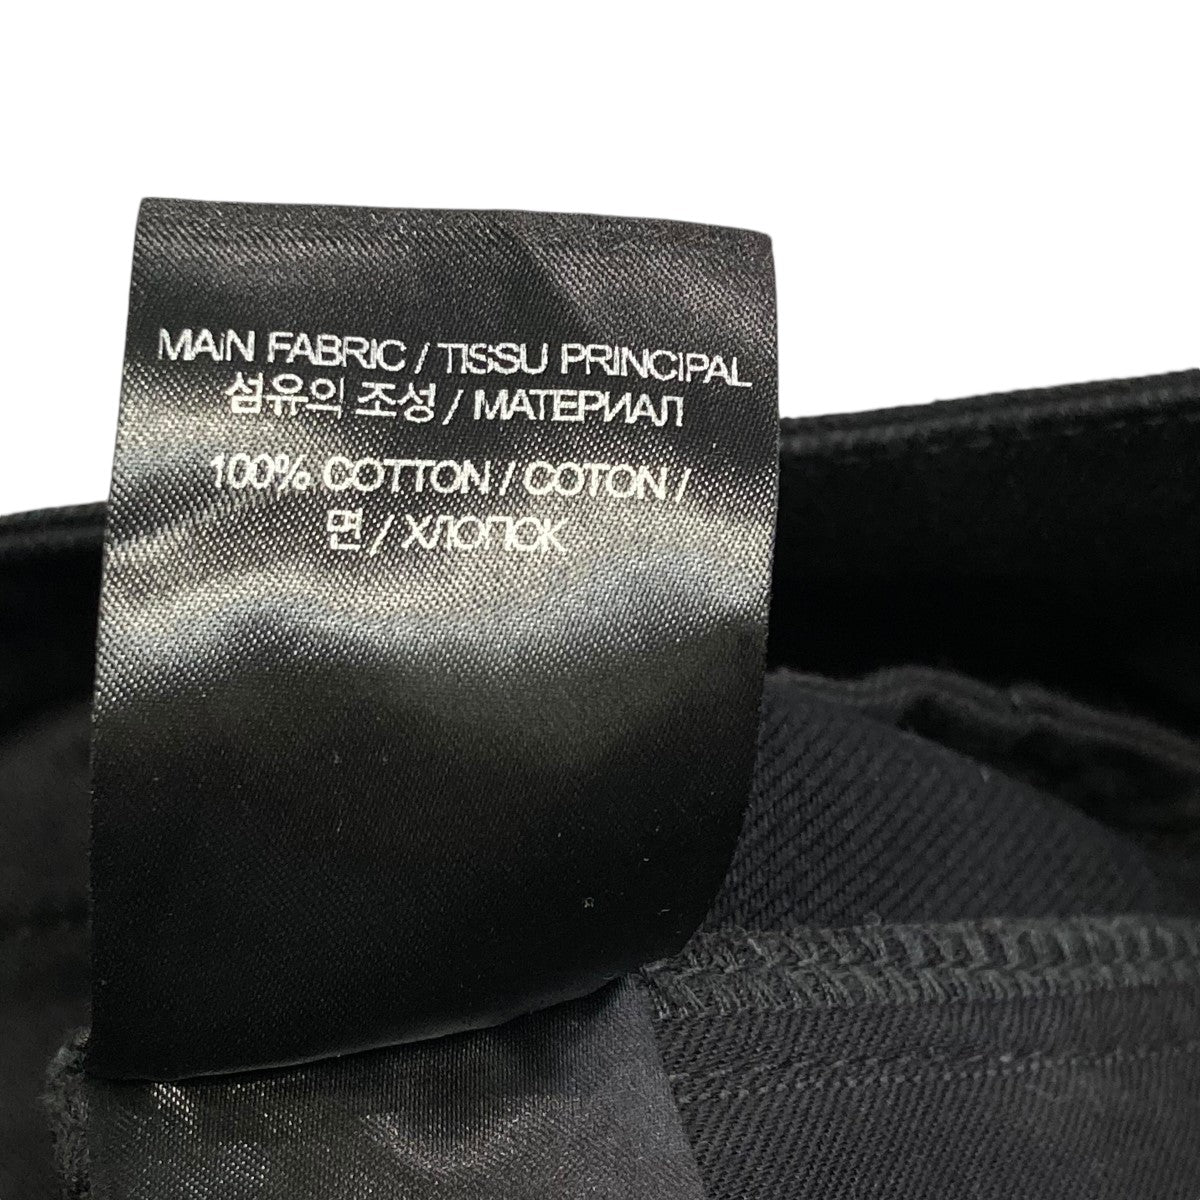 MAiN FABRIC / TISSU PRINCIPAL
섬유의 조성 / МАТЕРИАЛ
100% COTTON / COTON /
면 / ХЛОПОК